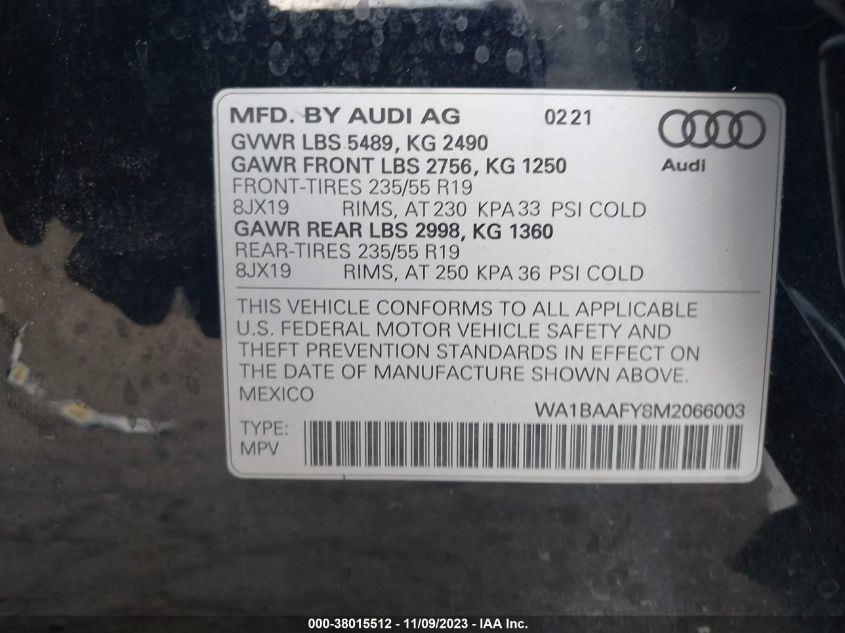 MFD. BY AUDI AG 0221
GVWR LBS 5489, KG 2490
GAWR FRONT LBS 2756, KG 1250
Audi
FRONT-TIRES 235/55 R19
8JX19 RIMS, AT 230 KPA 33 PSI COLD
GAWR REAR LBS 2998, KG 1360
REAR-TIRES 235/55 R19
8JX19 RIMS, AT 250 KPA 36 PSI COLD
THIS VEHICLE CONFORMS TO ALL APPLICABLE
U.S. FEDERAL MOTOR VEHICLE SAFETY AND
THEFT PREVENTION STANDARDS IN EFFECT ON
THE DATE OF MANUFACTURE SHOWN ABOVE.
MEXICO
WA1BAAFY8M2066003
TYPE:
MPV
000-38015512 - 11/09/2023 - IAA Inc.